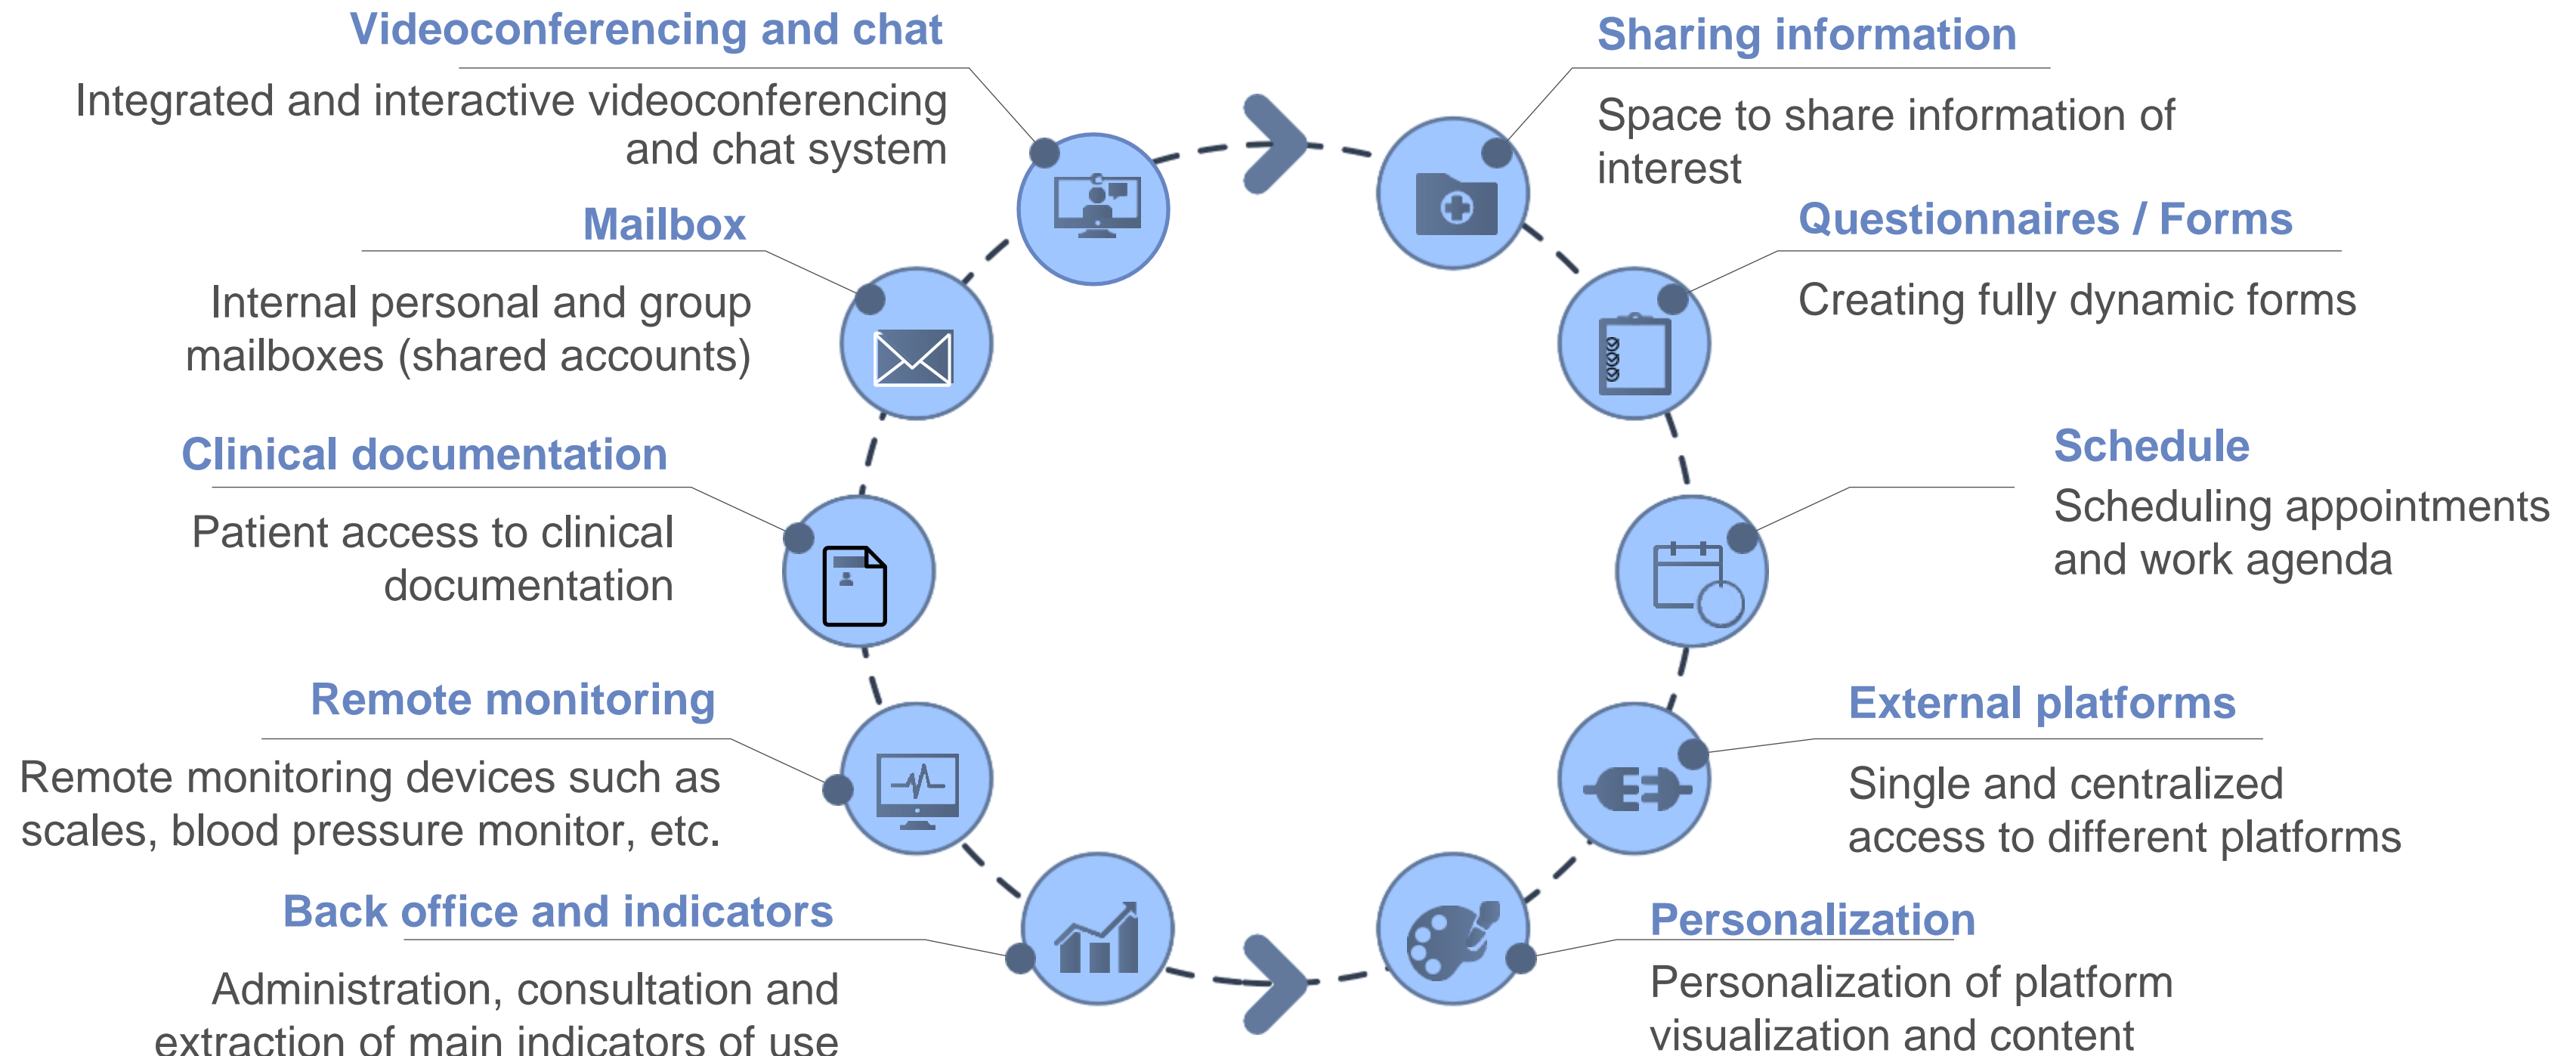 Videoconferencing and chat
Integrated and interactive videoconferencing
and chat system
Mailbox
Internal personal and group
mailboxes (shared accounts)
Clinical documentation
Patient access to clinical
documentation
Remote monitoring
Remote monitoring devices such as
scales, blood pressure monitor, etc.
Back office and indicators
Administration, consultation and
extraction of main indicators of use
Sharing information
Space to share information of
interest
Questionnaires / Forms
Creating fully dynamic forms
Schedule
Scheduling appointments
and work agenda
External platforms
Single and centralized
access to different platforms
Personalization
Personalization of platform
visualization and content